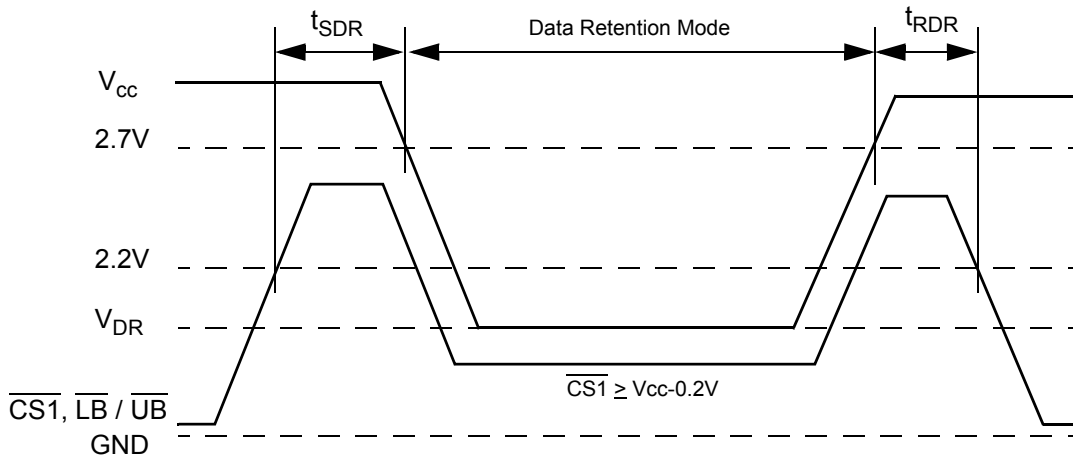 tSDR
Data Retention Mode
tRDR
Vcc
2.7V
2.2V
VDR
CS1 ≥ Vcc-0.2V
CS1, LB / UB
GND